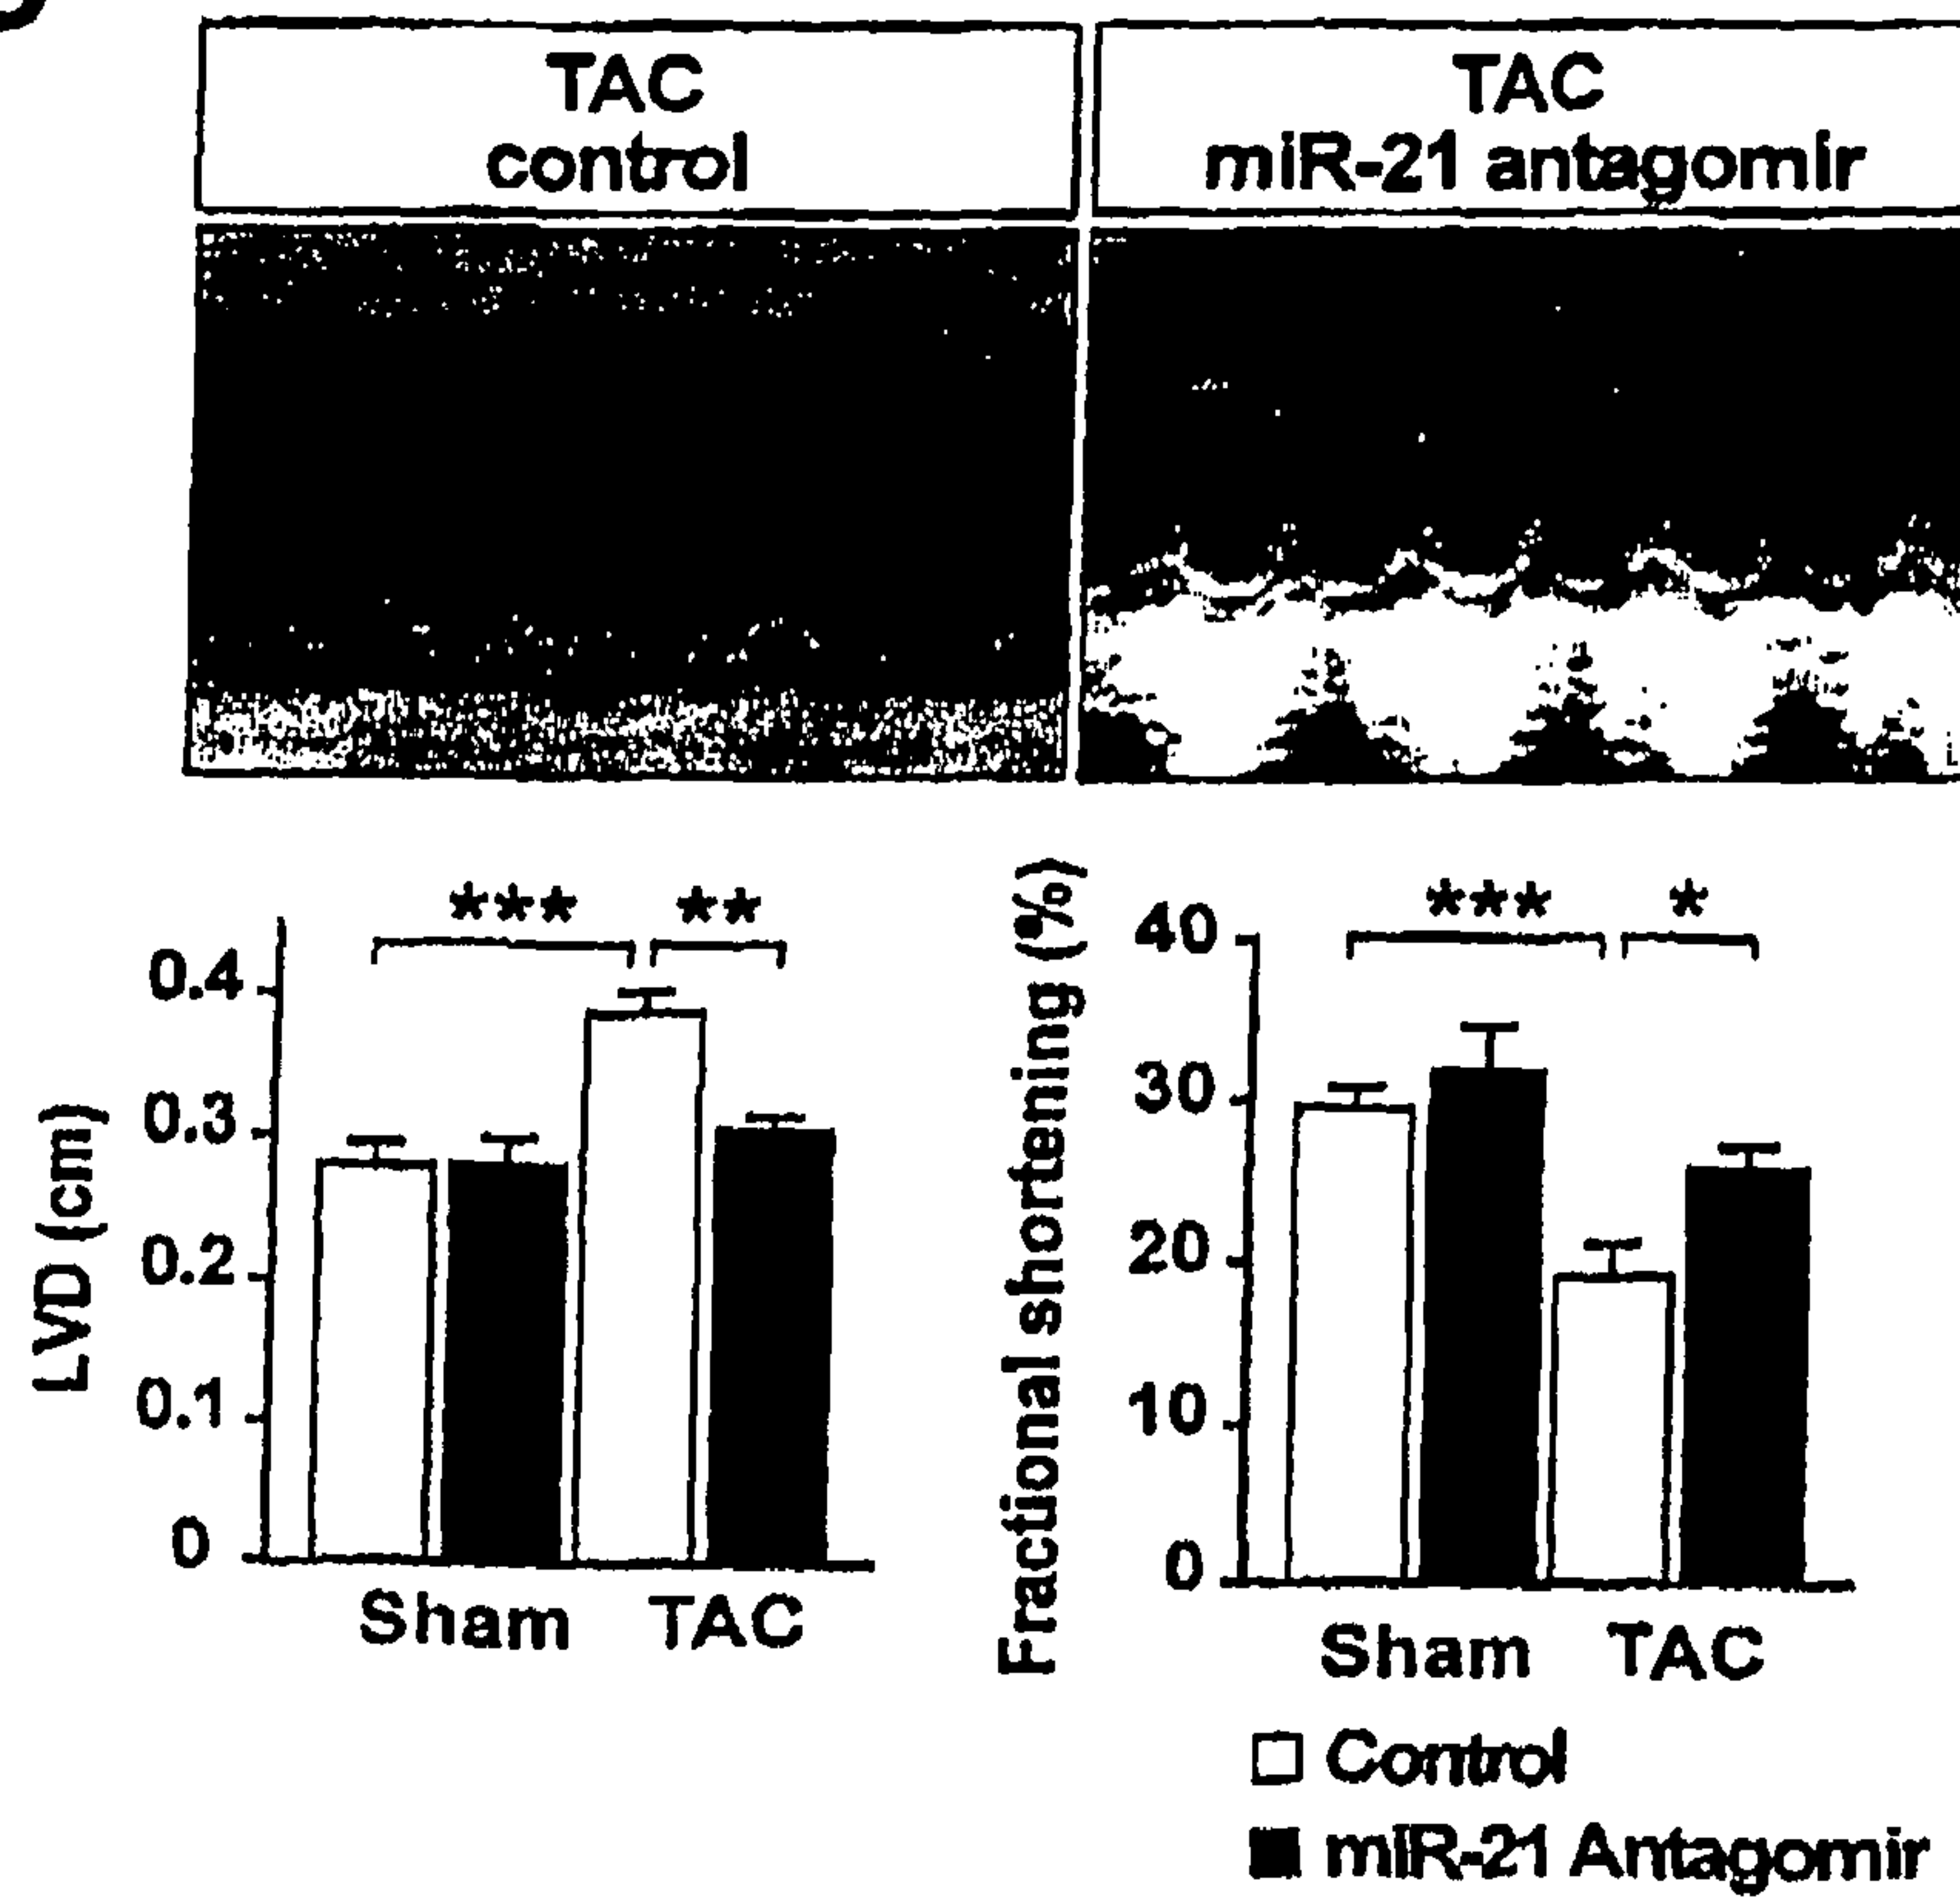 TAC
control
TAC
miR-21 antagomir
LVD (cm)
0.4
0.3
0.2
0.1
0
*** **
Sham TAC
Fractional shortening (%)
40
30
20
10
0
*** *
Sham TAC
Control
miR-21 Antagomir